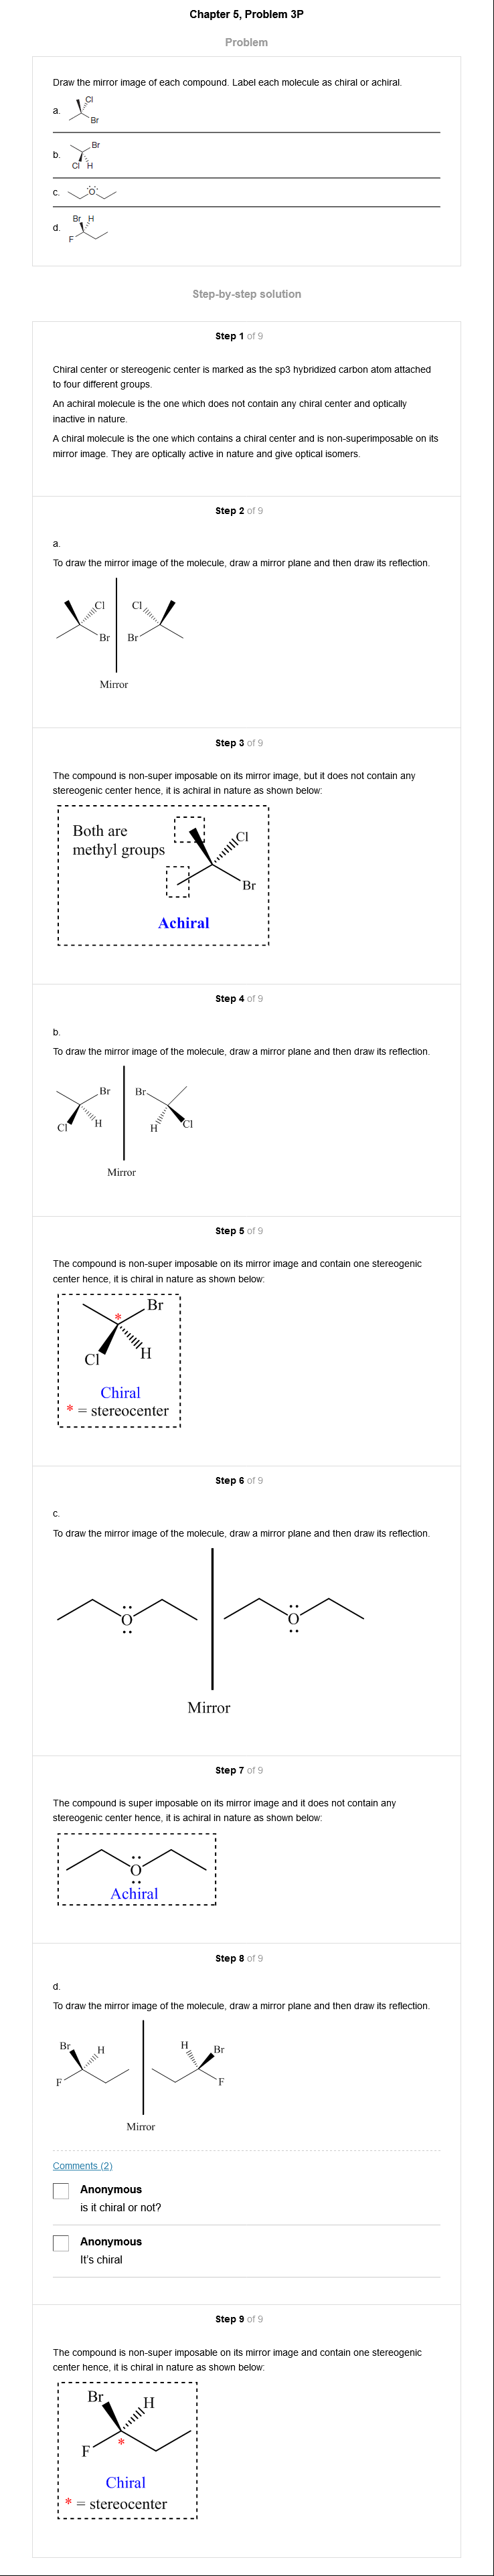 Chapter 5, Problem 3P
Problem
Draw the mirror image of each compound. Label each molecule as chiral or achiral.
a.
Cl
Br
b.
Br
Cl H
c.
O
d.
Br H
F
Step-by-step solution
Step 1 of 9
Chiral center or stereogenic center is marked as the sp3 hybridized carbon atom attached
to four different groups.
An achiral molecule is the one which does not contain any chiral center and optically
inactive in nature.
A chiral molecule is the one which contains a chiral center and is non-superimposable on its
mirror image. They are optically active in nature and give optical isomers.
Step 2 of 9
a.
To draw the mirror image of the molecule, draw a mirror plane and then draw its reflection.
Cl Cl
Br Br
Mirror
Step 3 of 9
The compound is non-super imposable on its mirror image, but it does not contain any
stereogenic center hence, it is achiral in nature as shown below:
Both are
methyl groups
Cl
Br
Achiral
Step 4 of 9
b.
To draw the mirror image of the molecule, draw a mirror plane and then draw its reflection.
Br Br
Cl H H Cl
Mirror
Step 5 of 9
The compound is non-super imposable on its mirror image and contain one stereogenic
center hence, it is chiral in nature as shown below:
Br
*
Cl H
Chiral
* = stereocenter
Step 6 of 9
c.
To draw the mirror image of the molecule, draw a mirror plane and then draw its reflection.
O O
Mirror
Step 7 of 9
The compound is super imposable on its mirror image and it does not contain any
stereogenic center hence, it is achiral in nature as shown below:
O
Achiral
Step 8 of 9
d.
To draw the mirror image of the molecule, draw a mirror plane and then draw its reflection.
Br H H Br
F F
Mirror
Comments (2)
Anonymous
is it chiral or not?
Anonymous
It's chiral
Step 9 of 9
The compound is non-super imposable on its mirror image and contain one stereogenic
center hence, it is chiral in nature as shown below:
Br H
F *
Chiral
* = stereocenter